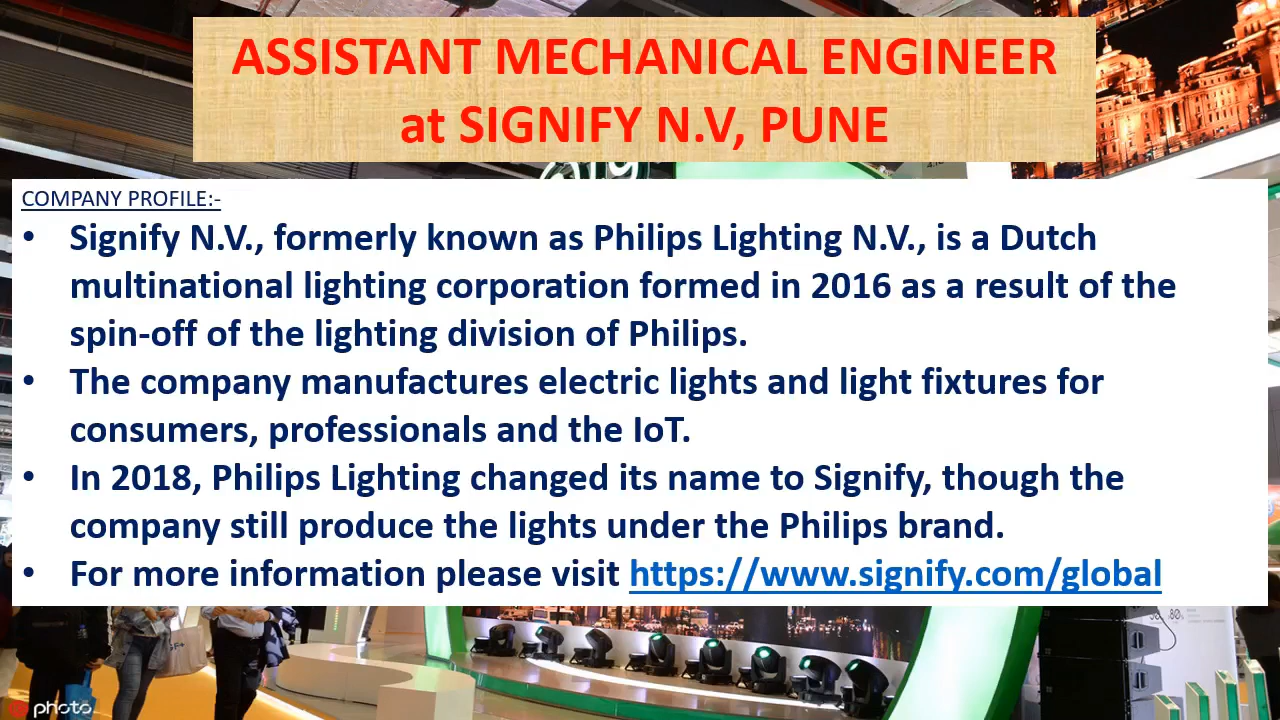 ASSISTANT MECHANICAL ENGINEER
at SIGNIFY N.V, PUNE
COMPANY PROFILE:-
• Signify N.V., formerly known as Philips Lighting N.V., is a Dutch
multinational lighting corporation formed in 2016 as a result of the
spin-off of the lighting division of Philips.
• The company manufactures electric lights and light fixtures for
consumers, professionals and the IoT.
• In 2018, Philips Lighting changed its name to Signify, though the
company still produce the lights under the Philips brand.
• For more information please visit https://www.signify.com/global
photo